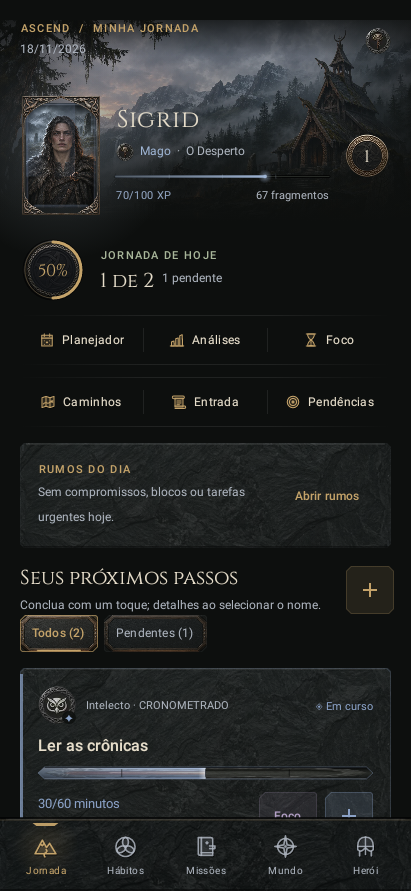 ASCEND / MINHA JORNADA
18/11/2026
Sigrid
Mago · O Desperto
1
70/100 XP 67 fragmentos
50%
JORNADA DE HOJE
1 de 2 1 pendente
Planejador Análises Foco
Caminhos Entrada Pendências
RUMOS DO DIA
Sem compromissos, blocos ou tarefas
urgentes hoje.
Abrir rumos
Seus próximos passos
+
Conclua com um toque; detalhes ao selecionar o nome.
Todos (2) Pendentes (1)
Intelecto · CRONOMETRADO Em curso
Ler as crônicas
30/60 minutos Foco +
Jornada Hábitos Missões Mundo Herói